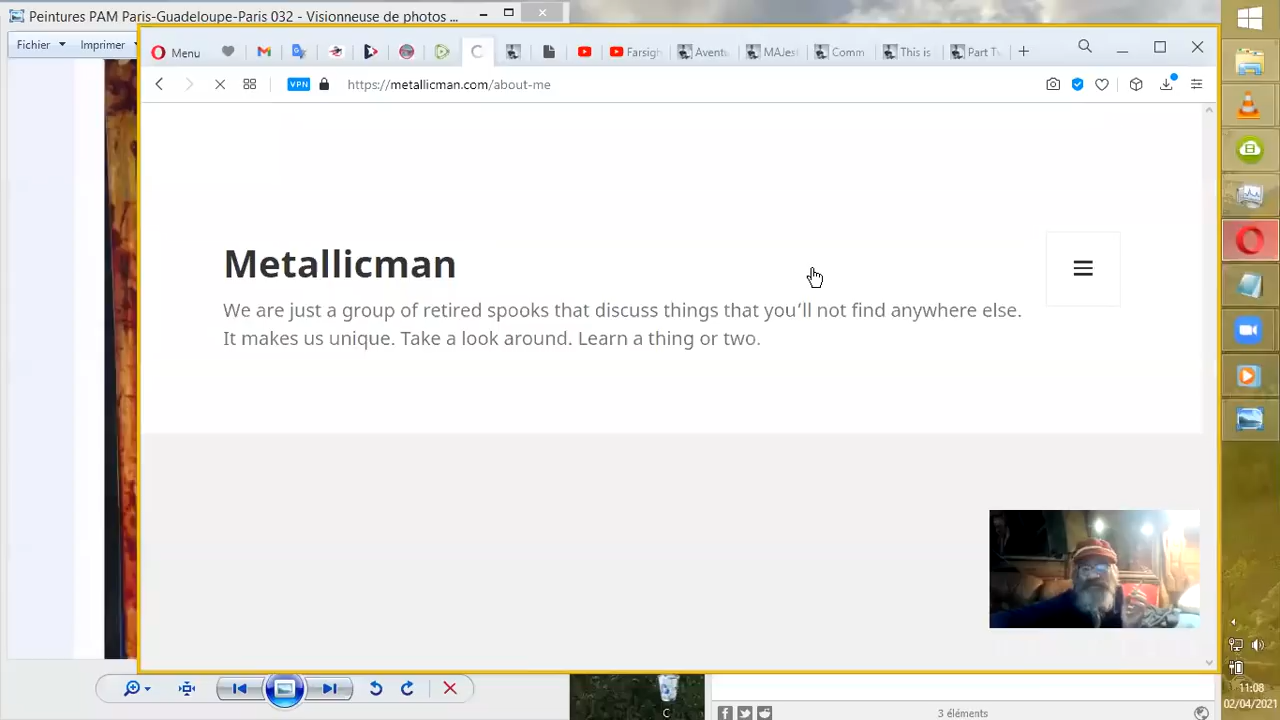 Peintures PAM Paris-Guadeloupe-Paris 032 - Visionneuse de photos ...
Fichier Imprimer
Menu
Farsigh Avent MAJes Comm This is Part T
VPN https://metallicman.com/about-me
Metallicman
We are just a group of retired spooks that discuss things that you’ll not find anywhere else.
It makes us unique. Take a look around. Learn a thing or two.
C
3 éléments
11:08
02/04/2021